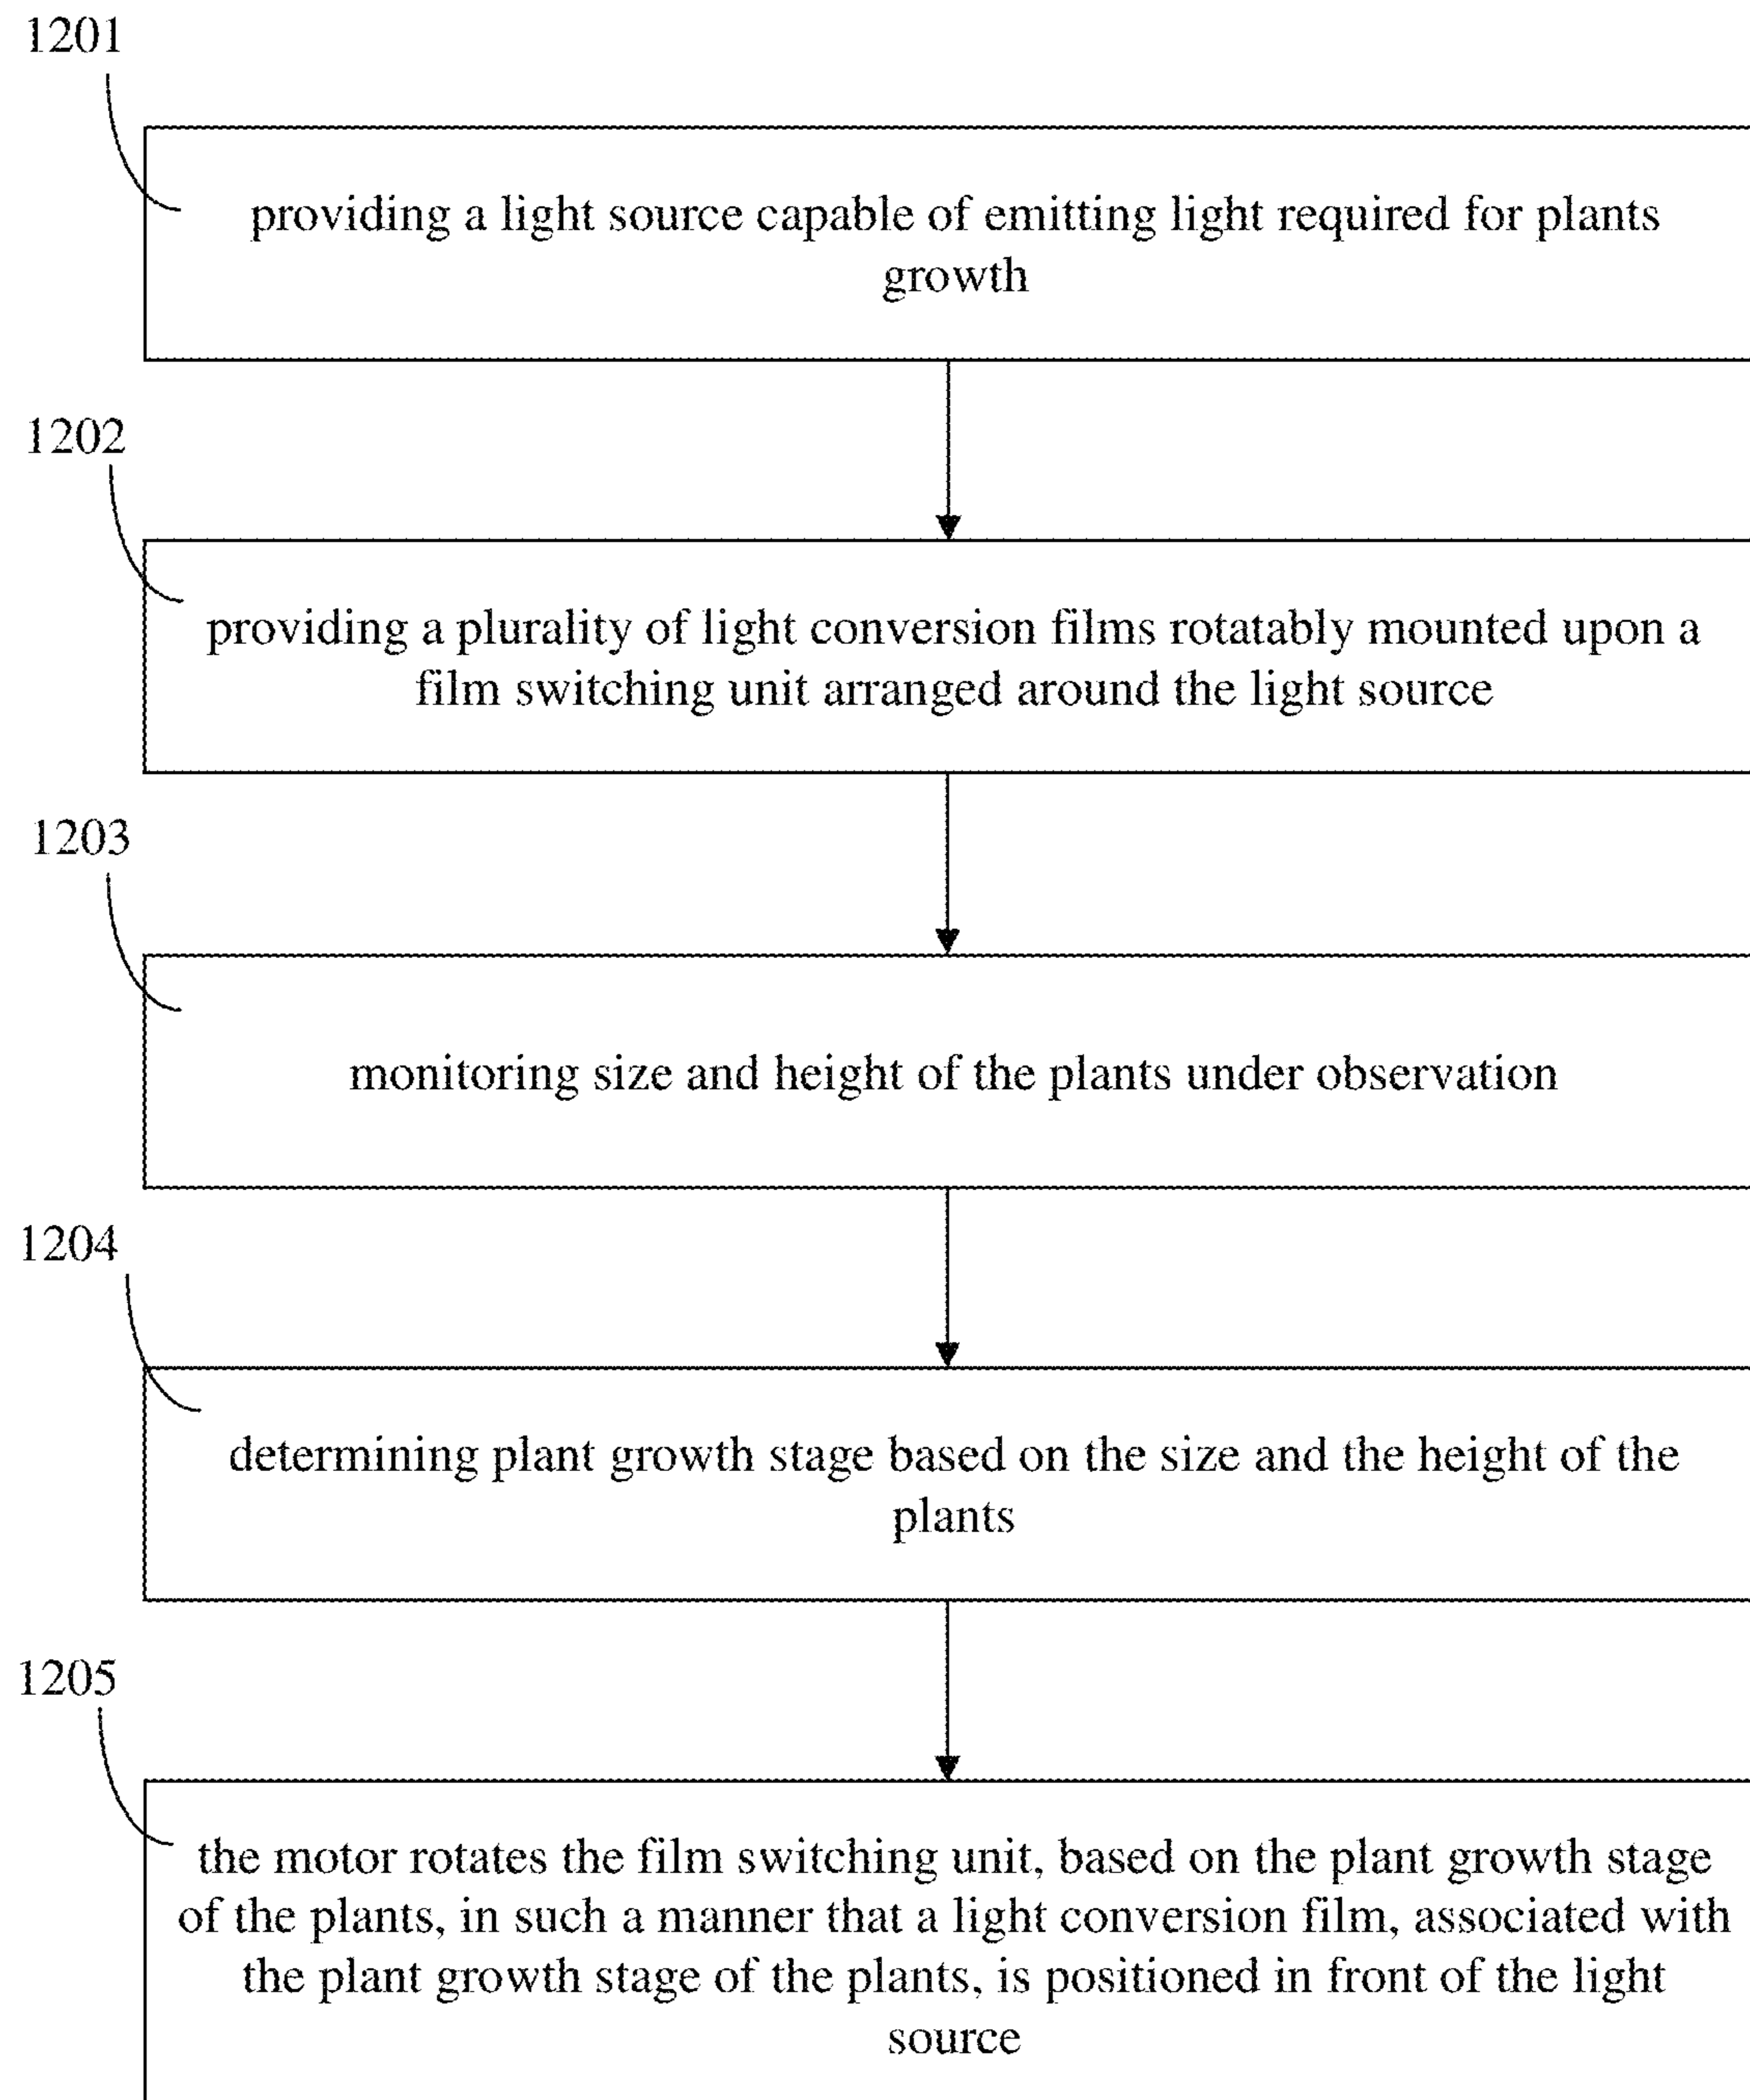 1201
providing a light source capable of emitting light required for plants
growth
1202
providing a plurality of light conversion films rotatably mounted upon a
film switching unit arranged around the light source
1203
monitoring size and height of the plants under observation
1204
determining plant growth stage based on the size and the height of the
plants
1205
the motor rotates the film switching unit, based on the plant growth stage
of the plants, in such a manner that a light conversion film, associated with
the plant growth stage of the plants, is positioned in front of the light
source